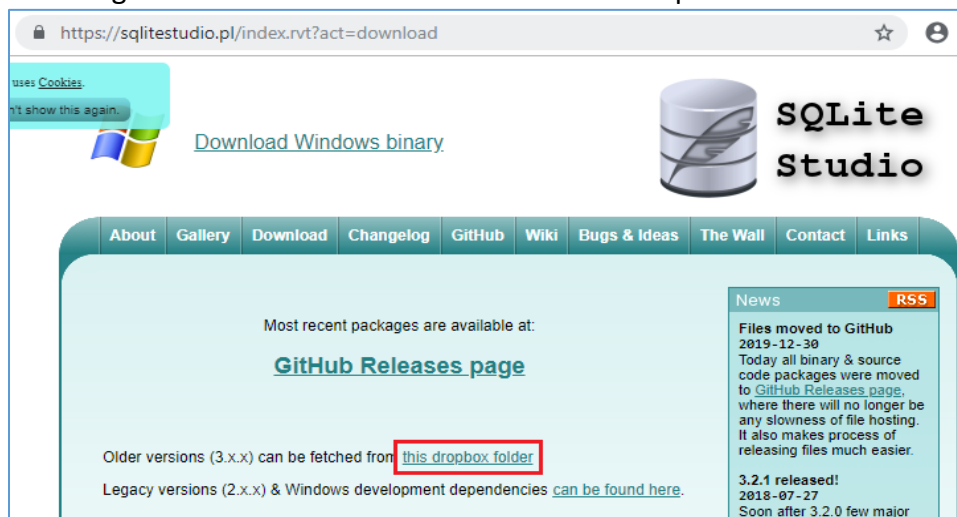 https://sqlitestudio.pl/index.rvt?act=download
uses Cookies.
n't show this again.
Download Windows binary
SQLite
Studio
About Gallery Download Changelog GitHub Wiki Bugs & Ideas The Wall Contact Links
Most recent packages are available at:
GitHub Releases page
Older versions (3.x.x) can be fetched from this dropbox folder
Legacy versions (2.x.x) & Windows development dependencies can be found here.
News RSS
Files moved to GitHub
2019-12-30
Today all binary & source
code packages were moved
to GitHub Releases page,
where there will no longer be
any slowness of file hosting.
It also makes process of
releasing files much easier.
3.2.1 released!
2018-07-27
Soon after 3.2.0 few major